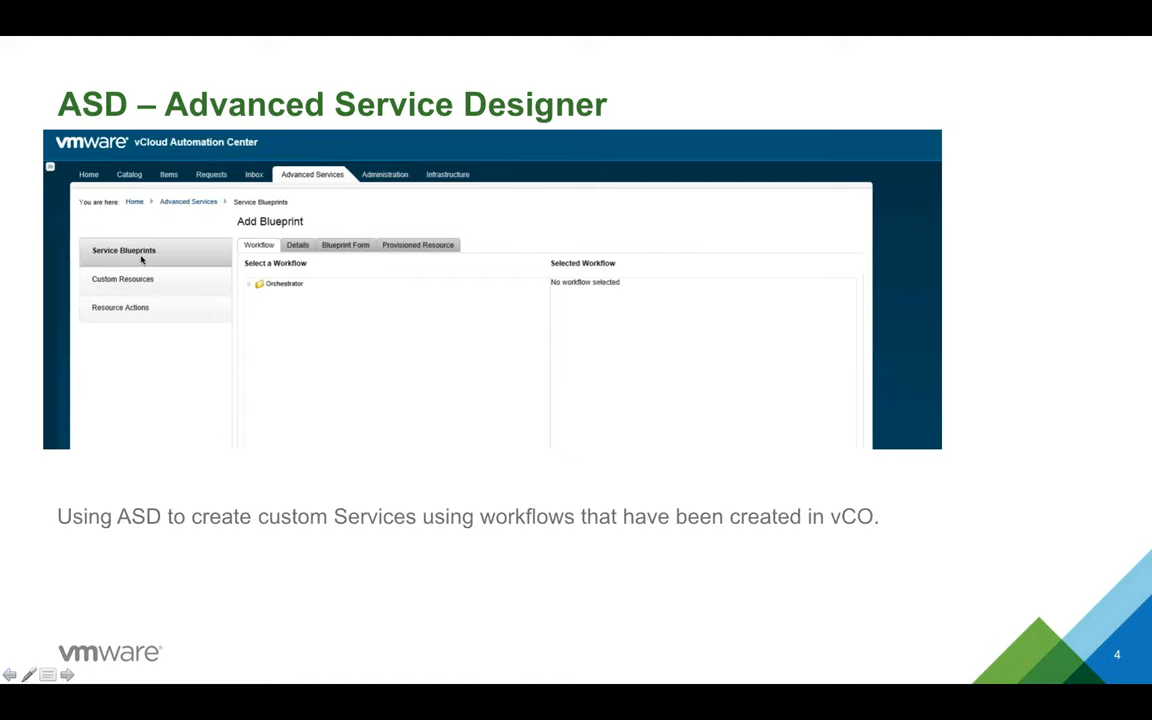 ASD – Advanced Service Designer
vmware® vCloud Automation Center
Home Catalog Items Requests Inbox Advanced Services Administration Infrastructure
You are here: Home Advanced Services Service Blueprints
Add Blueprint
Service Blueprints
Custom Resources
Resource Actions
Workflow Details Blueprint Form Provisioned Resource
Select a Workflow Selected Workflow
Orchestrator No workflow selected
Using ASD to create custom Services using workflows that have been created in vCO.
vmware®
4